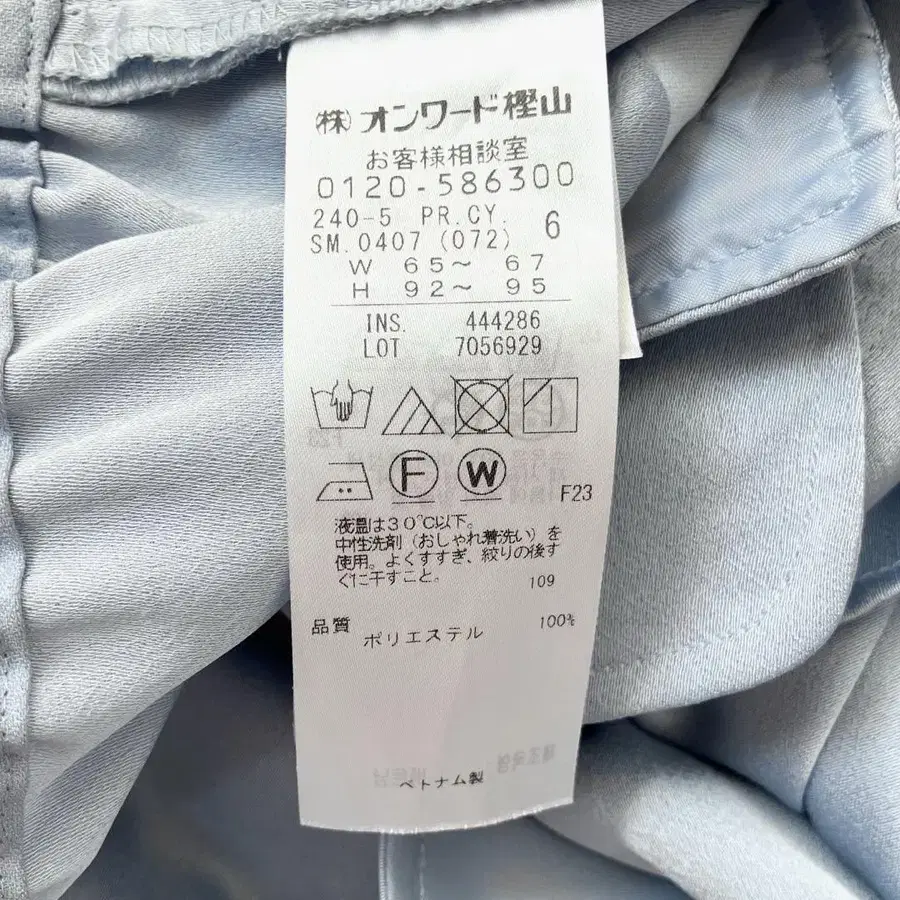 (株)オンワード樫山
お客様相談室
0120-586300
240-5 PR.CY.
SM.0407 (072) 6
W 65〜 67
H 92〜 95
INS. 444286
LOT 7056929
F W F23
液温は30℃以下。
中性洗剤(おしゃれ着洗い)を
使用。よくすすぎ、絞りの後す
ぐに干すこと。 109
品質 ポリエステル 100%
ベトナム製